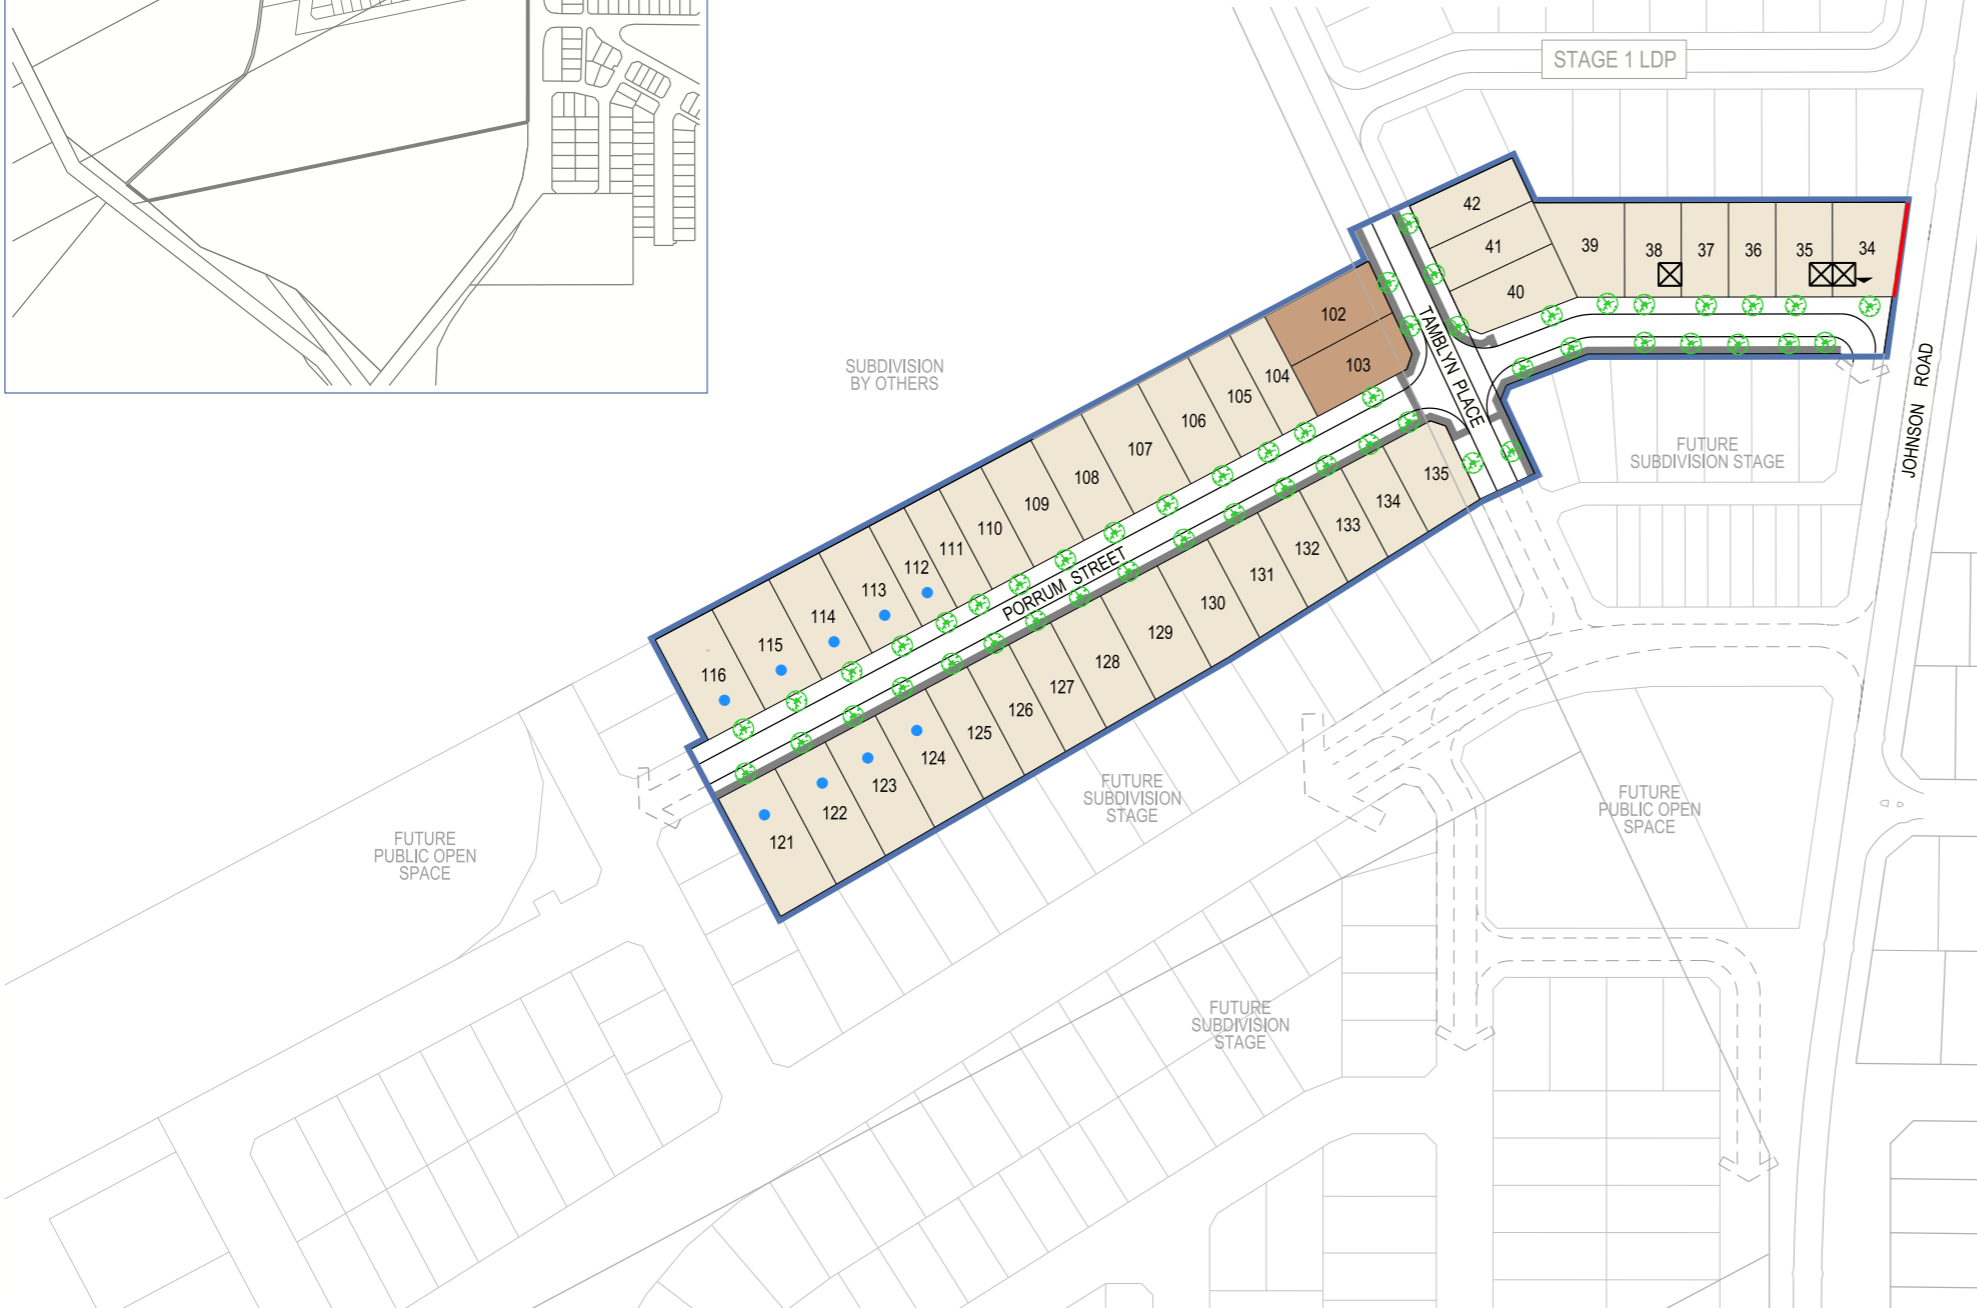 STAGE 1 LDP
42
41
40
39
38
37
36
35
34
TAMBLYN PLACE
JOHNSON ROAD
SUBDIVISION
BY OTHERS
102
103
104
105
106
107
108
109
110
111
112
113
114
115
116
PORRUM STREET
135
134
133
132
131
130
129
128
127
126
125
124
123
122
121
FUTURE
SUBDIVISION STAGE
FUTURE
SUBDIVISION
STAGE
FUTURE
PUBLIC OPEN
SPACE
FUTURE
PUBLIC OPEN
SPACE
FUTURE
SUBDIVISION
STAGE